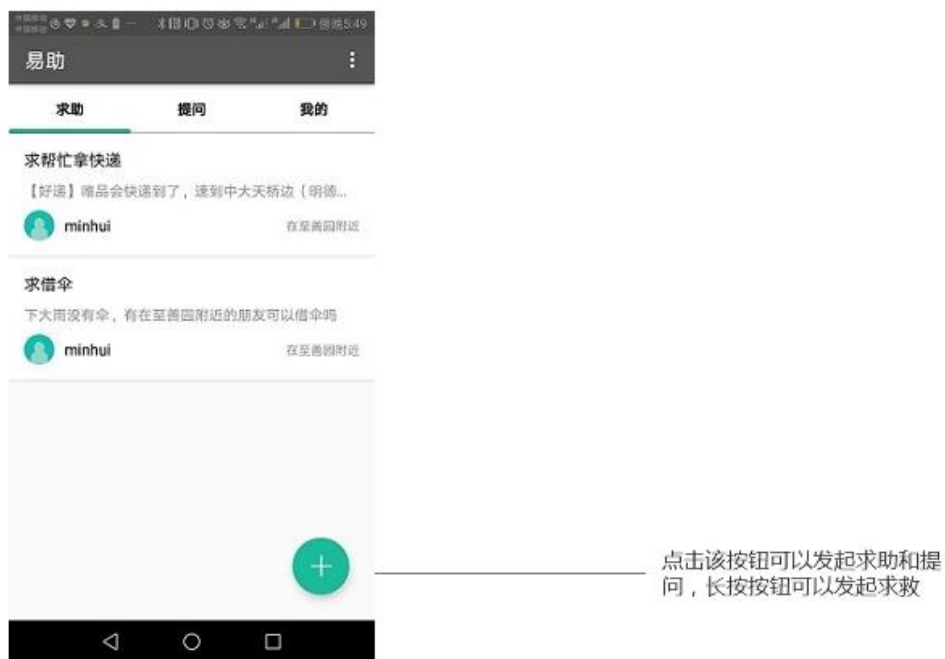 傍晚5:49
易助
求助 提问 我的
求帮忙拿快递
【好递】唯品会快递到了，速到中大天桥边（明德...
minhui 在至善园附近
求借伞
下大雨没有伞，有在至善园附近的朋友可以借伞吗
minhui 在至善园附近
点击该按钮可以发起求助和提
问，长按按钮可以发起求救